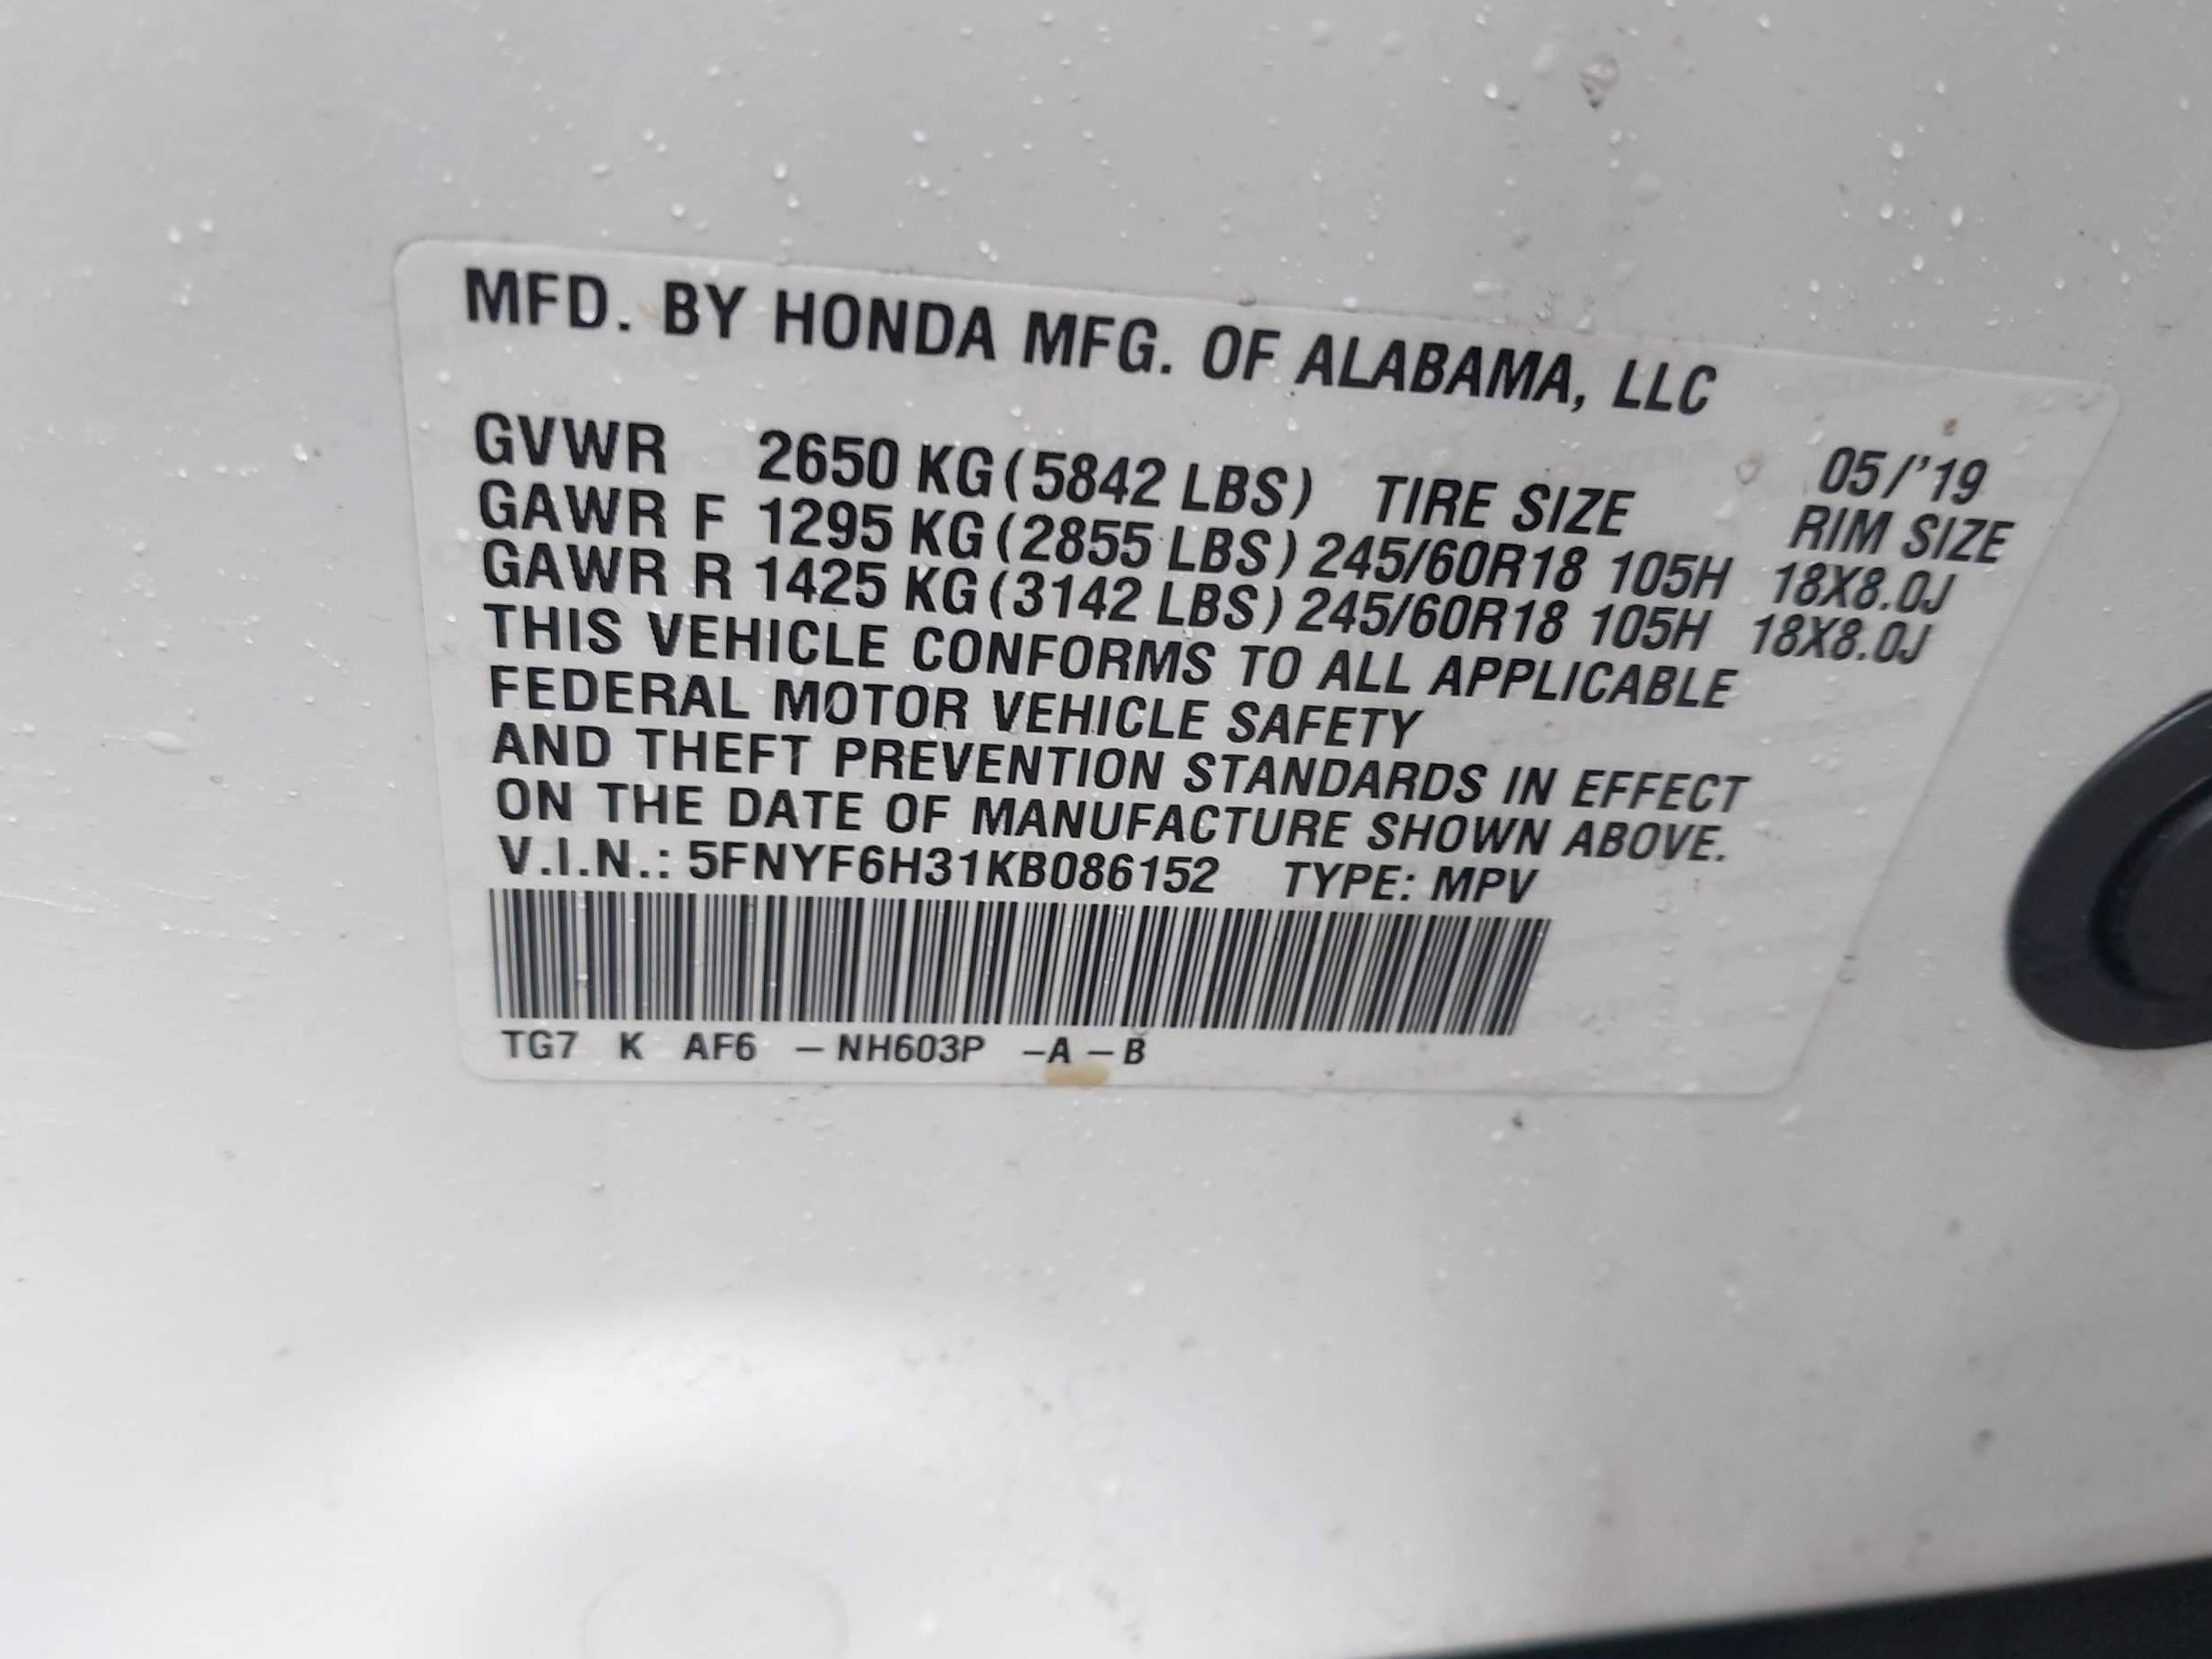 MFD. BY HONDA MFG. OF ALABAMA, LLC
05/'19
GVWR 2650 KG (5842 LBS) TIRE SIZE RIM SIZE
GAWR F 1295 KG (2855 LBS) 245/60R18 105H 18X8.0J
GAWR R 1425 KG (3142 LBS) 245/60R18 105H 18X8.0J
THIS VEHICLE CONFORMS TO ALL APPLICABLE
FEDERAL MOTOR VEHICLE SAFETY
AND THEFT PREVENTION STANDARDS IN EFFECT
ON THE DATE OF MANUFACTURE SHOWN ABOVE.
V.I.N.: 5FNYF6H31KB086152 TYPE: MPV
TG7 K AF6 – NH603P –A – B